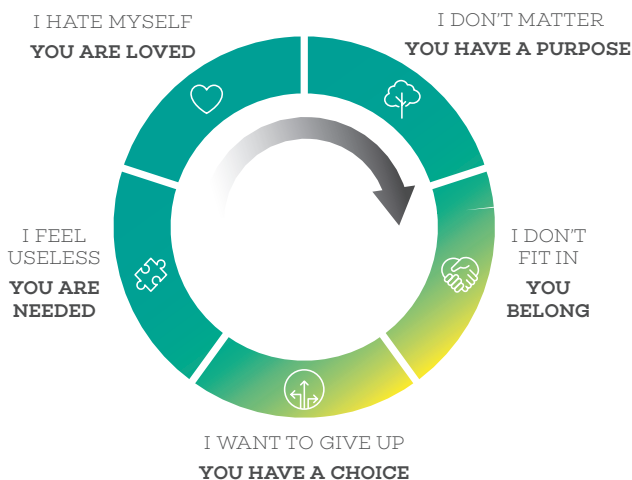 I HATE MYSELF
YOU ARE LOVED
I DON'T MATTER
YOU HAVE A PURPOSE
I FEEL
USELESS
YOU ARE
NEEDED
I DON'T
FIT IN
YOU
BELONG
I WANT TO GIVE UP
YOU HAVE A CHOICE